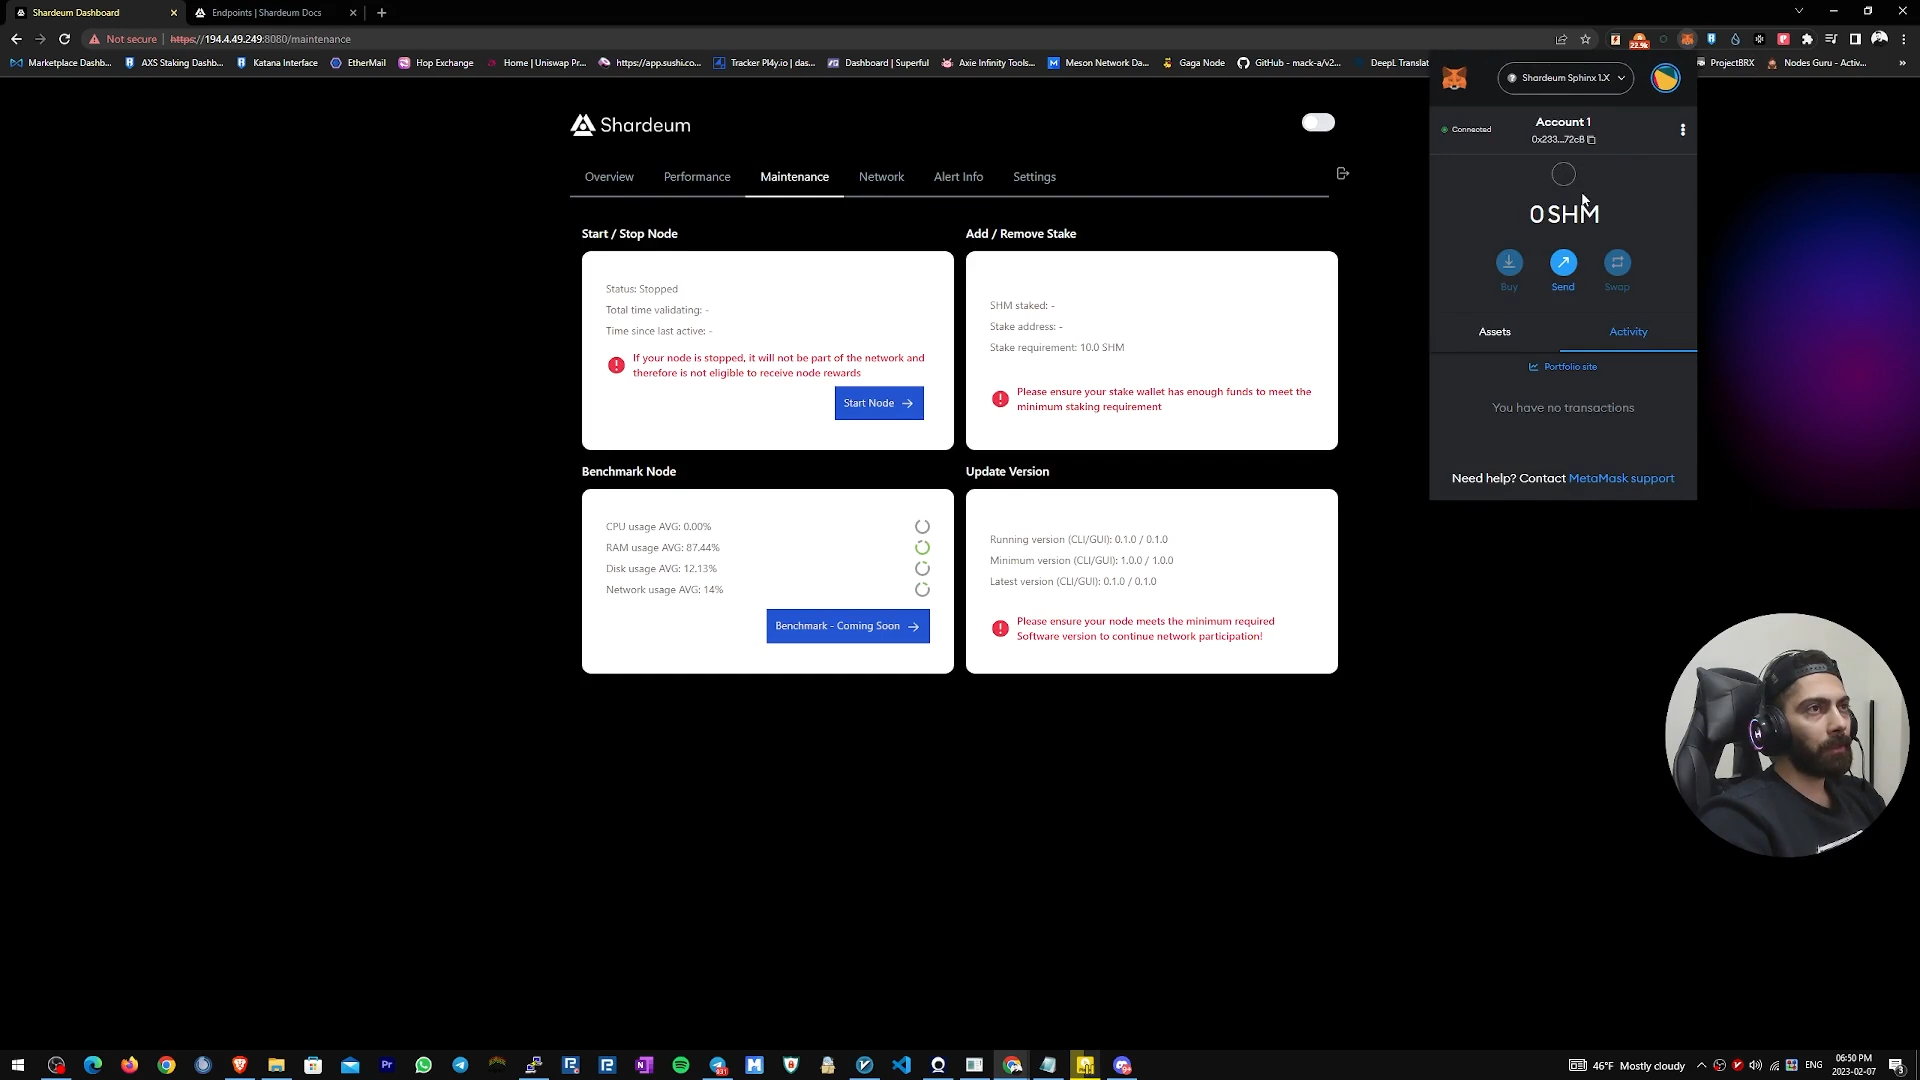 Shardeum Dashboard
Endpoints | Shardeum Docs
Not secure | https://194.4.49.249:8080/maintenance
22.9k
Marketplace Dashb...
AXS Staking Dashb...
Katana Interface
EtherMail
Hop Exchange
Home | Uniswap Pr...
https://app.sushi.co...
Tracker Pl4y.io | das...
Dashboard | Superful
Axie Infinity Tools...
Meson Network Da...
Gaga Node
GitHub - mack-a/v2...
DeepL Translat
ProjectBRX
Nodes Guru - Activ...
Shardeum
Overview
Performance
Maintenance
Network
Alert Info
Settings
Start / Stop Node
Status: Stopped
Total time validating: -
Time since last active: -
If your node is stopped, it will not be part of the network and
therefore is not eligible to receive node rewards
Start Node
Add / Remove Stake
SHM staked: -
Stake address: -
Stake requirement: 10.0 SHM
Please ensure your stake wallet has enough funds to meet the
minimum staking requirement
Benchmark Node
CPU usage AVG: 0.00%
RAM usage AVG: 87.44%
Disk usage AVG: 12.13%
Network usage AVG: 14%
Benchmark - Coming Soon
Update Version
Running version (CLI/GUI): 0.1.0 / 0.1.0
Minimum version (CLI/GUI): 1.0.0 / 1.0.0
Latest version (CLI/GUI): 0.1.0 / 0.1.0
Please ensure your node meets the minimum required
Software version to continue network participation!
Shardeum Sphinx 1.X
Connected
Account 1
0x233...72cB
0 SHM
Buy
Send
Swap
Assets
Activity
Portfolio site
You have no transactions
Need help? Contact MetaMask support
46°F Mostly cloudy
ENG
06:50 PM
2023-02-07